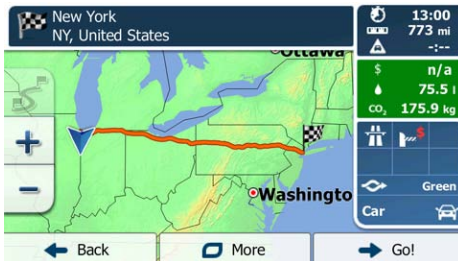 New York
NY, United States
13:00
773 mi
-:--
$ n/a
75.5 l
CO₂ 175.9 kg
Ottawa
$
Washingto
Green
Car
Back
More
Go!